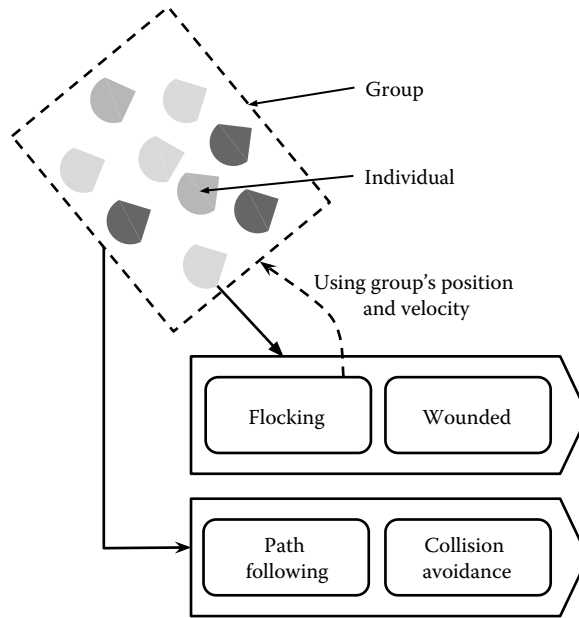 Group
Individual
Using group’s position
and velocity
Flocking
Wounded
Path
following
Collision
avoidance